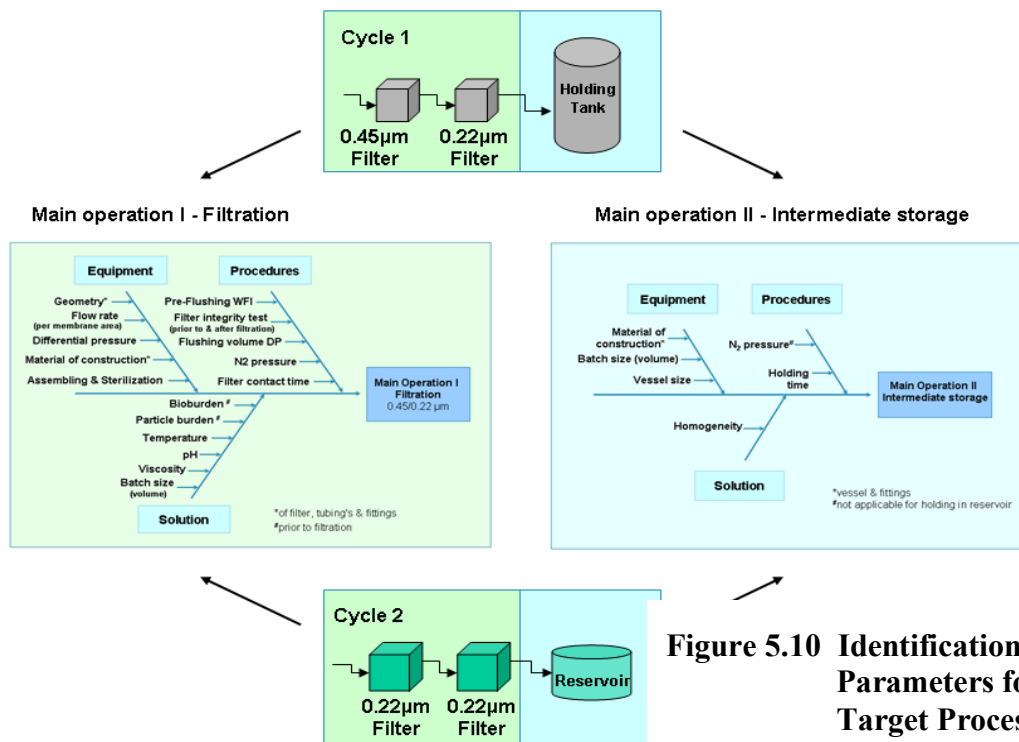 Cycle 1
0.45µm
Filter
0.22µm
Filter
Holding
Tank
Main operation I - Filtration
Main operation II - Intermediate storage
Equipment
Procedures
Geometry*
Flow rate
(per membrane area)
Differential pressure
Material of construction*
Assembling & Sterilization
Pre-Flushing WFI
Filter integrity test
(prior to & after filtration)
Flushing volume DP
N2 pressure
Filter contact time
Main Operation I
Filtration
0.45/0.22 µm
Bioburden #
Particle burden #
Temperature
pH
Viscosity
Batch size
(volume)
Solution
*of filter, tubing's & fittings
#prior to filtration
Equipment
Procedures
Material of
construction*
Batch size (volume)
Vessel size
N₂ pressure#
Holding
time
Main Operation II
Intermediate storage
Homogeneity
Solution
*vessel & fittings
#not applicable for holding in reservoir
Cycle 2
0.22µm
Filter
0.22µm
Filter
Reservoir
Figure 5.10 Identification
Parameters fo
Target Proces